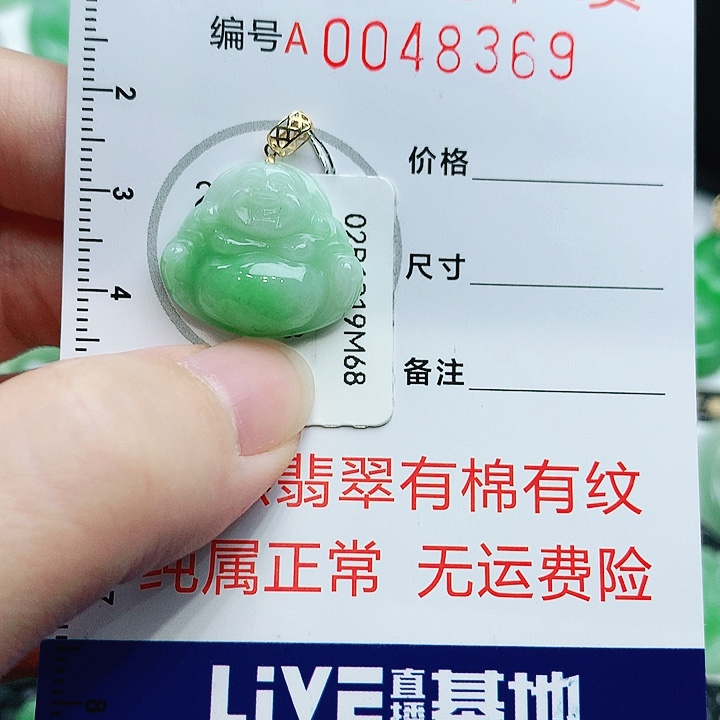 编号A0048369
2
3
4
价格
尺寸
备注
翡翠有棉有纹
纯属正常 无运费险
7
8
LiVE直播基地